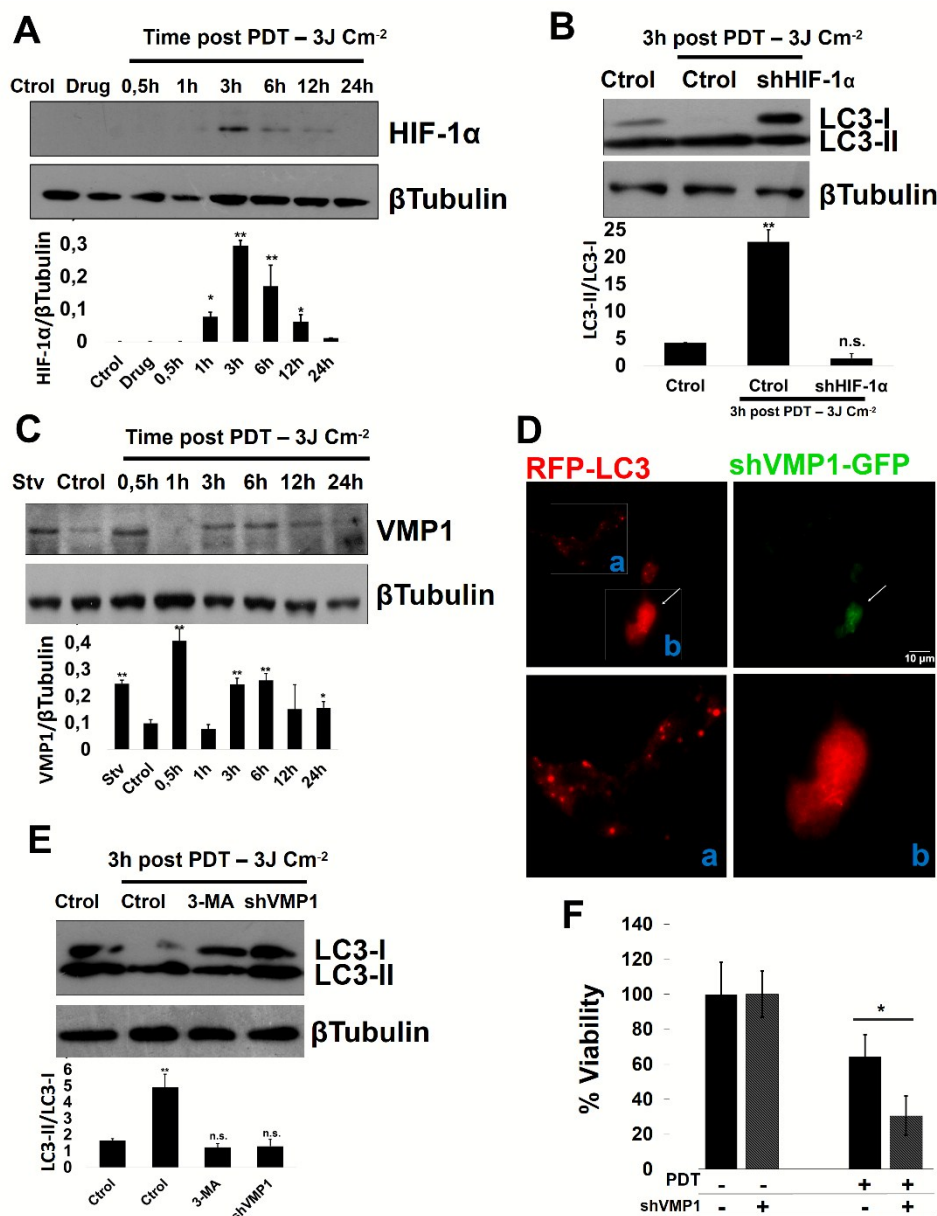 A
Time post PDT – 3J Cm-2
Ctrol Drug 0,5h 1h 3h 6h 12h 24h
HIF-1α
βTubulin
HIF-1α/βTubulin
0,3
0,2
0,1
0
* ** ** *
Ctrol Drug 0,5h 1h 3h 6h 12h 24h
B
3h post PDT – 3J Cm-2
Ctrol Ctrol shHIF-1α
LC3-I
LC3-II
βTubulin
LC3-II/LC3-I
25
20
15
10
5
0
** n.s.
Ctrol Ctrol shHIF-1α
3h post PDT – 3J Cm-2
C
Time post PDT – 3J Cm-2
Stv Ctrol 0,5h 1h 3h 6h 12h 24h
VMP1
βTubulin
VMP1/βTubulin
0,4
0,3
0,2
0,1
0
** ** ** ** *
Stv Ctrol 0,5h 1h 3h 6h 12h 24h
D
RFP-LC3 shVMP1-GFP
a
b
10 µm
a b
E
3h post PDT – 3J Cm-2
Ctrol Ctrol 3-MA shVMP1
LC3-I
LC3-II
βTubulin
LC3-II/LC3-I
6
5
4
3
2
1
0
** n.s. n.s.
Ctrol Ctrol 3-MA shVMP1
F
% Viability
140
120
100
80
60
40
20
0
*
PDT - - + +
shVMP1 - + - +